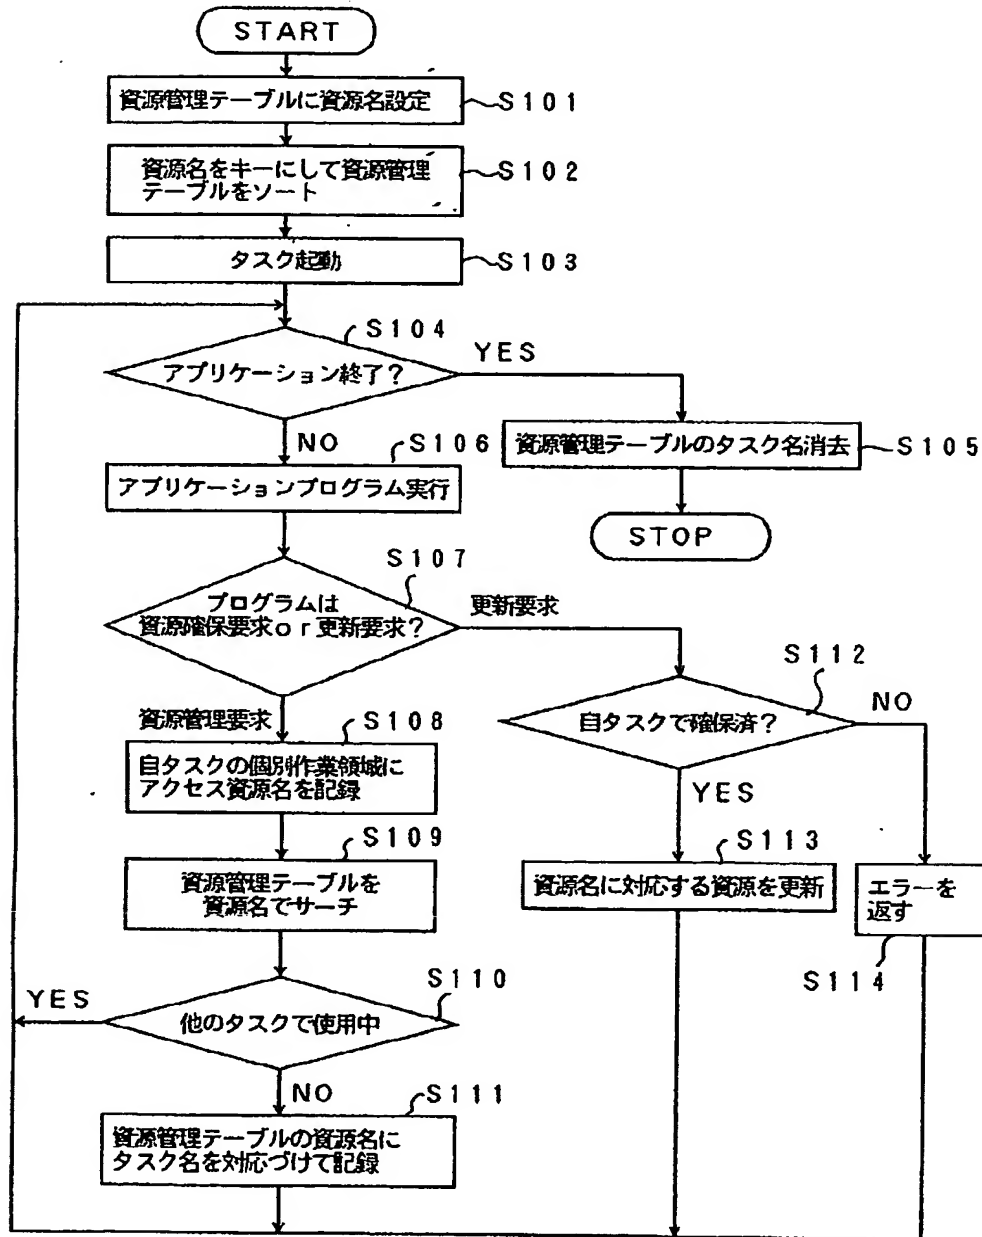 START
資源管理テーブルに資源名設定
S101
資源名をキーにして資源管理
テーブルをソート
S102
タスク起動
S103
S104
アプリケーション終了?
YES
NO
S106
資源管理テーブルのタスク名消去
S105
アプリケーションプログラム実行
STOP
S107
プログラムは
資源確保要求or更新要求?
更新要求
資源管理要求
S108
自タスクの個別作業領域に
アクセス資源名を記録
S112
自タスクで確保済?
NO
YES
S109
資源管理テーブルを
資源名でサーチ
S113
資源名に対応する資源を更新
エラーを
返す
S114
S110
YES
他のタスクで使用中
NO
S111
資源管理テーブルの資源名に
タスク名を対応づけて記録